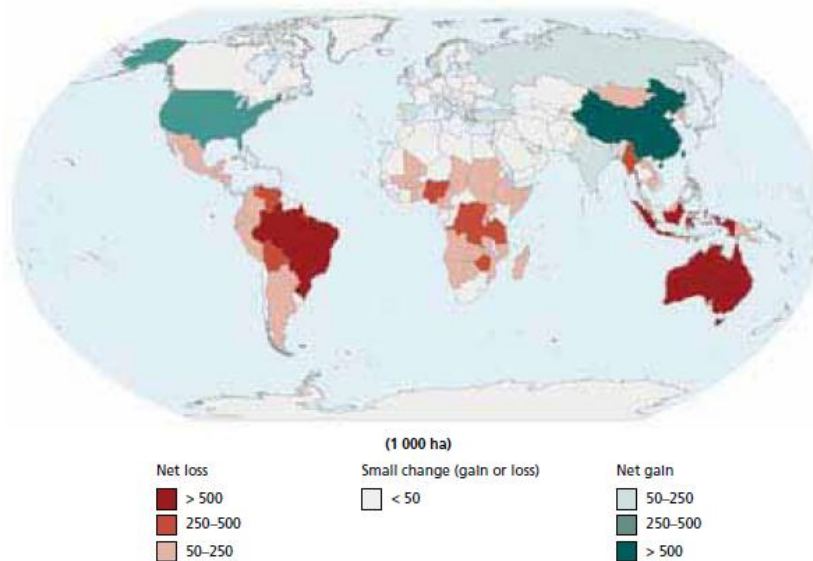 (1 000 ha)
Net loss
> 500
250–500
50–250
Small change (gain or loss)
< 50
Net gain
50–250
250–500
> 500